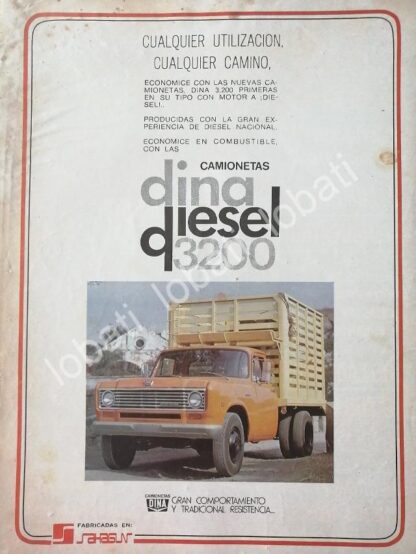 CUALQUIER UTILIZACION,
CUALQUIER CAMINO,
ECONOMICE CON LAS NUEVAS CA-
MIONETAS, DINA 3,200 PRIMERAS
EN SU TIPO CON MOTOR A ¡DIE-
SEL!..
PRODUCIDAS CON LA GRAN EX-
PERIENCIA DE DIESEL NACIONAL.
ECONOMICE EN COMBUSTIBLE,
CON LAS
CAMIONETAS
dina
diesel
3200
lobati lobati lobati
CAMIONETAS
DINA
GRAN COMPORTAMIENTO
Y TRADICIONAL RESISTENCIA...
FABRICADAS EN:
SAHAGUN